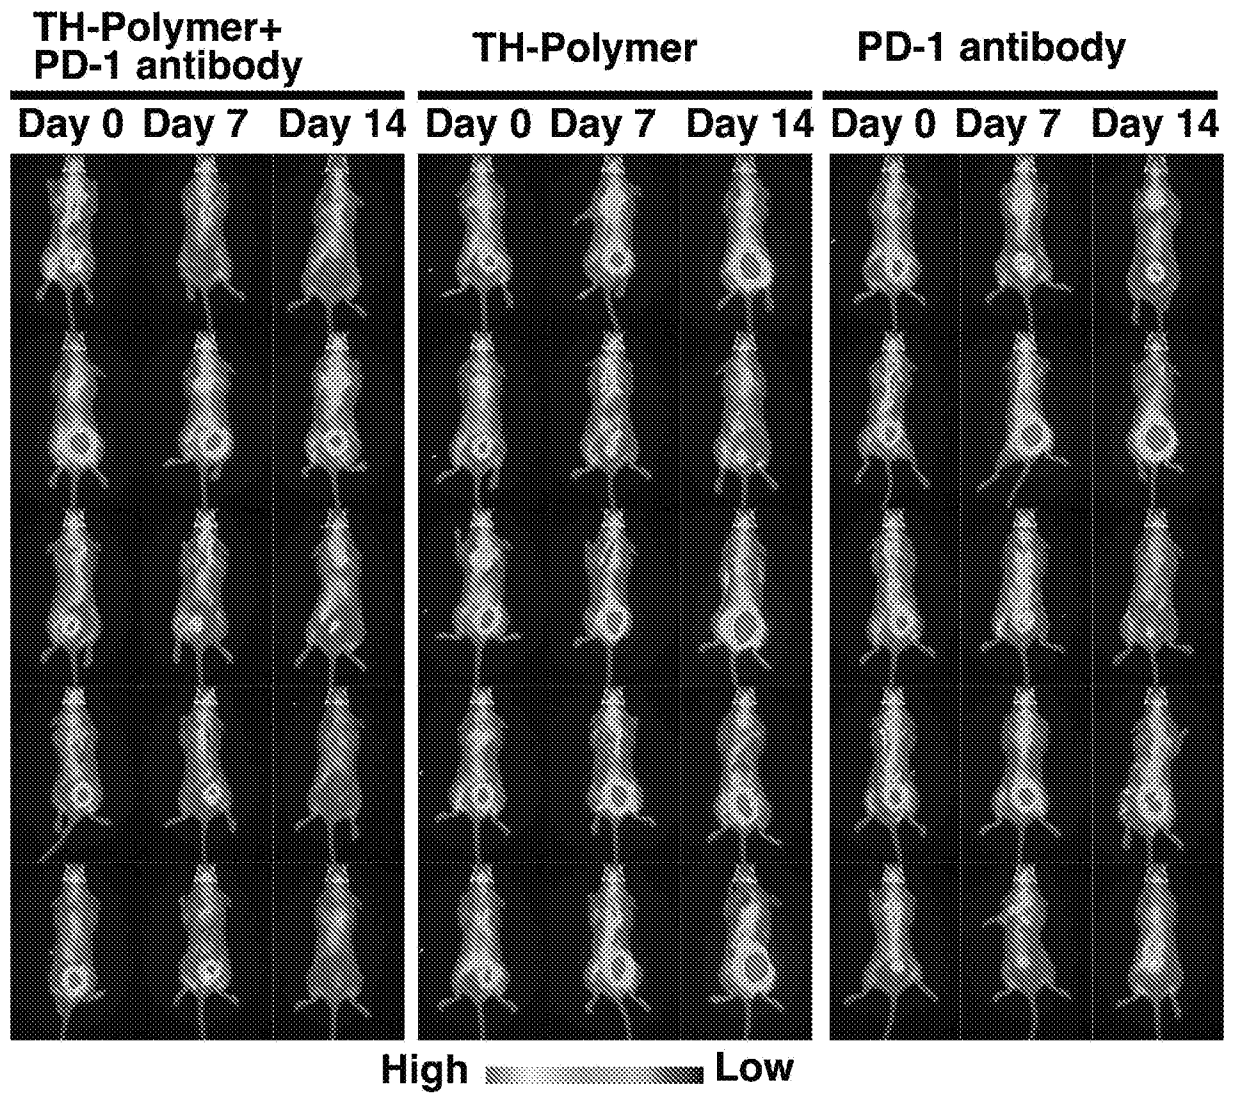 TH-Polymer+
PD-1 antibody
TH-Polymer
PD-1 antibody
Day 0 Day 7 Day 14 Day 0 Day 7 Day 14 Day 0 Day 7 Day 14
High Low